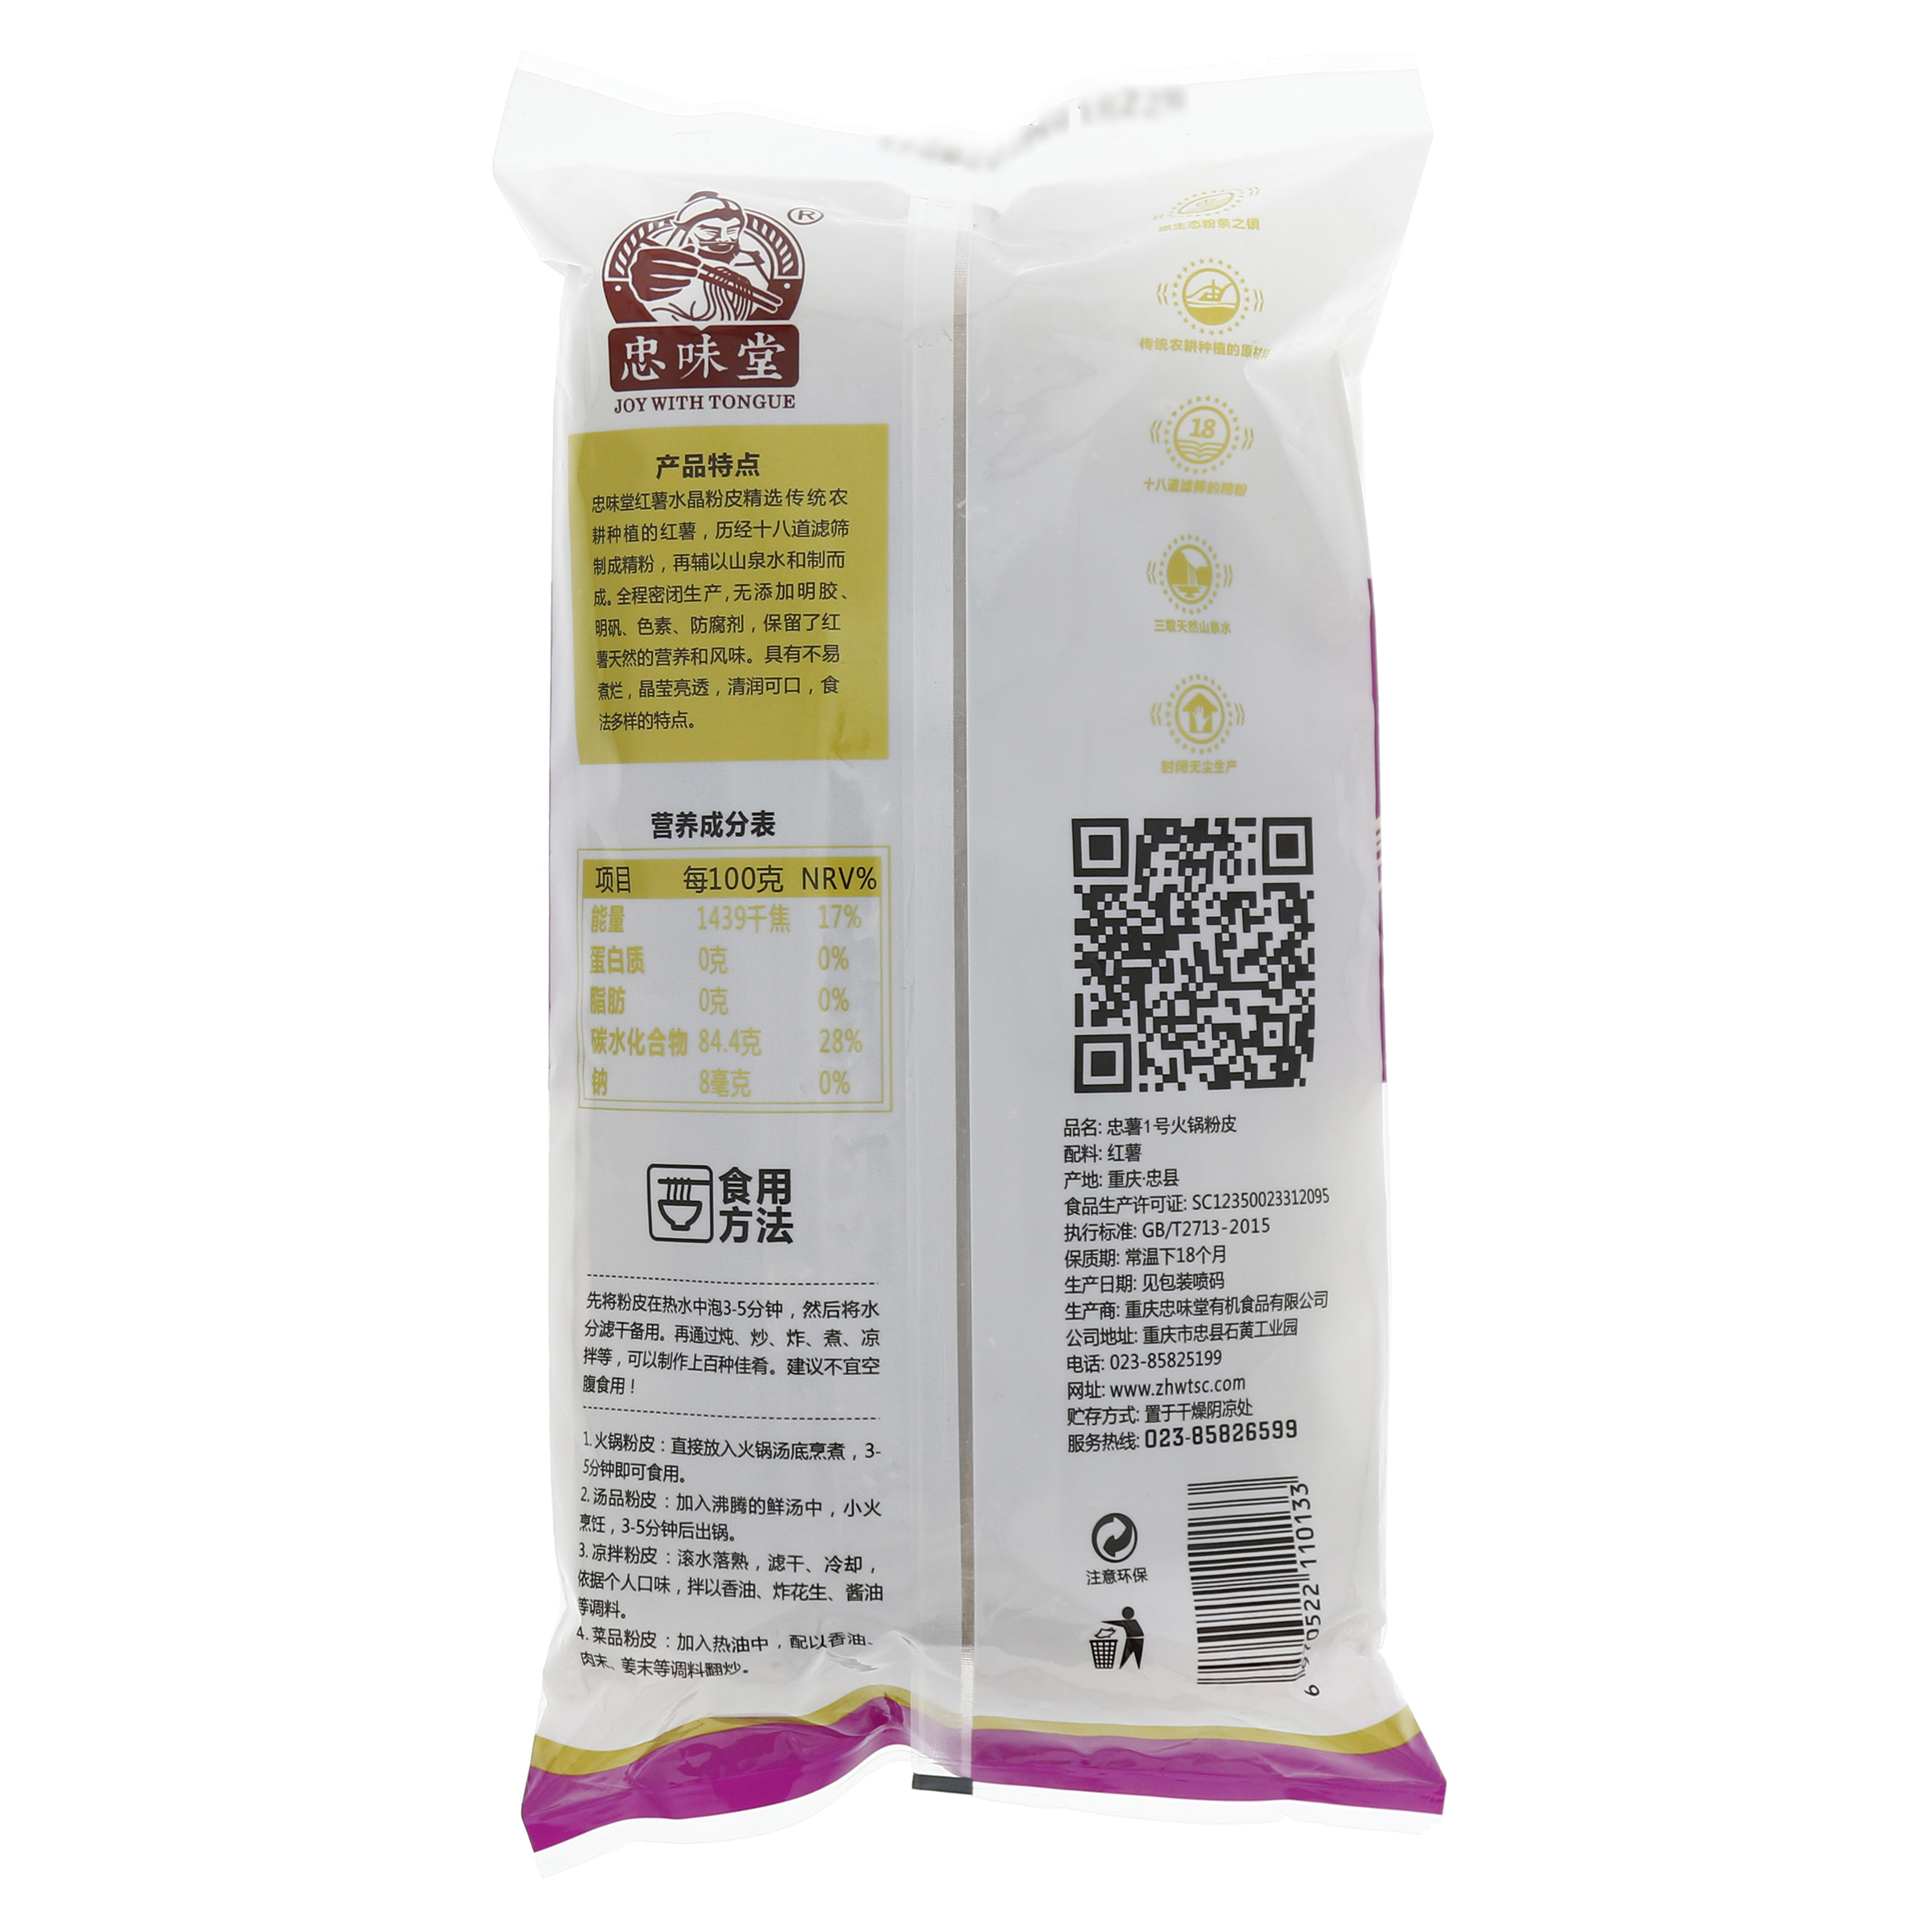 ®
忠味堂
JOY WITH TONGUE
产品特点
忠味堂红薯水晶粉皮精选传统农
耕种植的红薯，历经十八道滤筛
制成精粉，再辅以山泉水和制而
成。全程密闭生产，无添加明胶、
明矾、色素、防腐剂，保留了红
薯天然的营养和风味。具有不易
煮烂，晶莹亮透，清润可口，食
法多样的特点。
营养成分表
项目 每100克 NRV%
能量 1439千焦 17%
蛋白质 0克 0%
脂肪 0克 0%
碳水化合物 84.4克 28%
钠 8毫克 0%
食用
方法
先将粉皮在热水中泡3-5分钟，然后将水
分滤干备用。再通过炖、炒、炸、煮、凉
拌等，可以制作上百种佳肴。建议不宜空
腹食用！
1.火锅粉皮：直接放入火锅汤底烹煮，3-
5分钟即可食用。
2.汤品粉皮：加入沸腾的鲜汤中，小火
烹饪，3-5分钟后出锅。
3.凉拌粉皮：滚水落熟，滤干、冷却，
依据个人口味，拌以香油、炸花生、酱油
等调料。
4.菜品粉皮：加入热油中，配以香油、
肉末、姜末等调料翻炒。
原生态粉条之镇
传统农耕种植的原材料
18
十八道滤筛的精粉
三取天然山泉水
封闭无尘生产
品名: 忠薯1号火锅粉皮
配料: 红薯
产地: 重庆·忠县
食品生产许可证: SC12350023312095
执行标准: GB/T2713-2015
保质期: 常温下18个月
生产日期: 见包装喷码
生产商: 重庆忠味堂有机食品有限公司
公司地址: 重庆市忠县石黄工业园
电话: 023-85825199
网址: www.zhwtsc.com
贮存方式: 置于干燥阴凉处
服务热线: 023-85826599
注意环保
110133